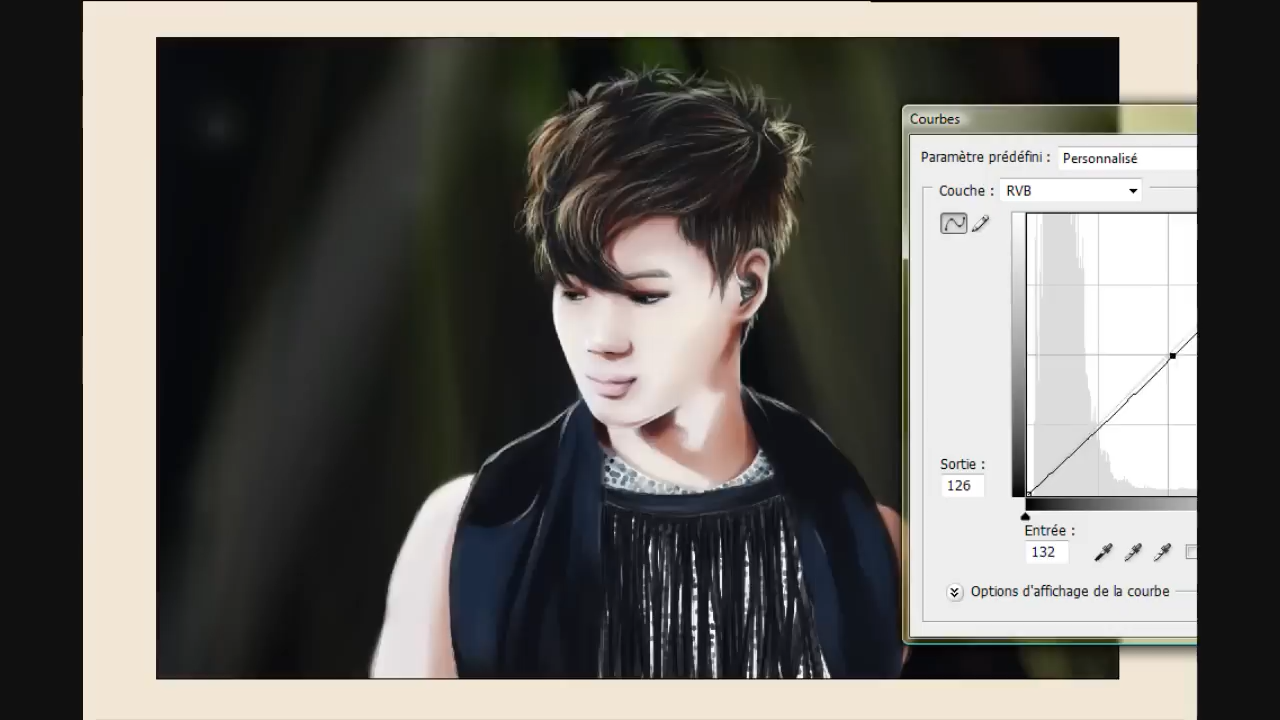 Courbes
Paramètre prédéfini : Personnalisé
Couche : RVB
Sortie :
126
Entrée :
132
Options d'affichage de la courbe